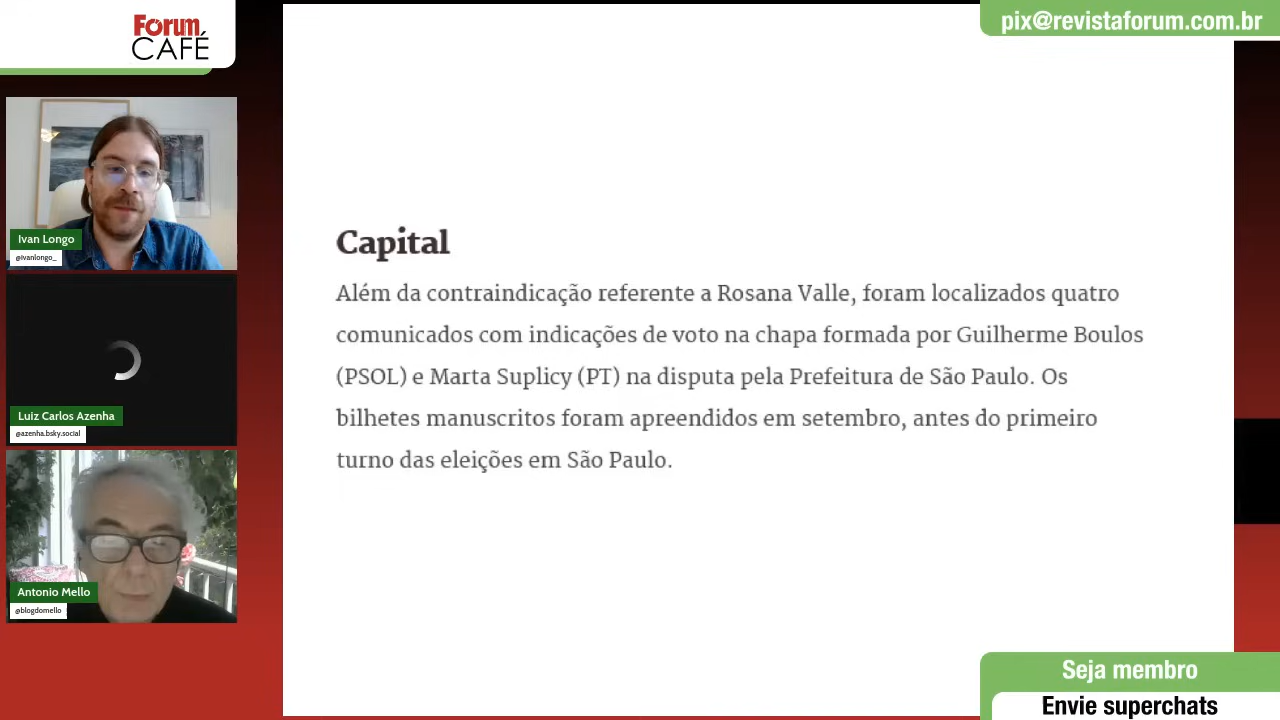 Fórum
CAFÉ
pix@revistaforum.com.br
Ivan Longo
@ivanlongo_
Luiz Carlos Azenha
@azenha.bsky.social
Antonio Mello
@blogdomello
Capital
Além da contraindicação referente a Rosana Valle, foram localizados quatro
comunicados com indicações de voto na chapa formada por Guilherme Boulos
(PSOL) e Marta Suplicy (PT) na disputa pela Prefeitura de São Paulo. Os
bilhetes manuscritos foram apreendidos em setembro, antes do primeiro
turno das eleições em São Paulo.
Seja membro
Envie superchats